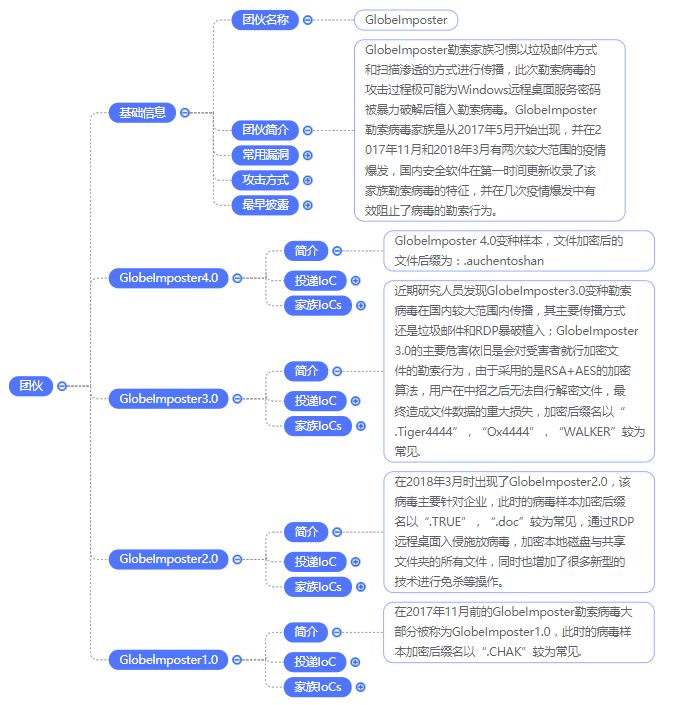 团伙
基础信息
团伙名称
GlobeImposter
团伙简介
GlobeImposter勒索家族习惯以垃圾邮件方式
和扫描渗透的方式进行传播，此次勒索病毒的
攻击过程极可能为Windows远程桌面服务密码
被暴力破解后植入勒索病毒。GlobeImposter
勒索病毒家族是从2017年5月开始出现，并在2
017年11月和2018年3月有两次较大范围的疫情
爆发，国内安全软件在第一时间更新收录了该
家族勒索病毒的特征，并在几次疫情爆发中有
效阻止了病毒的勒索行为。
常用漏洞
攻击方式
最早披露
GlobeImposter4.0
简介
GlobeImposter 4.0变种样本，文件加密后的
文件后缀为：.auchentoshan
投递IoC
家族IoCs
GlobeImposter3.0
简介
近期研究人员发现GlobeImposter3.0变种勒索
病毒在国内较大范围内传播，其主要传播方式
还是垃圾邮件和RDP暴破植入；GlobeImposter
3.0的主要危害依旧是会对受害者就行加密文
件的勒索行为，由于采用的是RSA+AES的加密
算法，用户在中招之后无法自行解密文件，最
终造成文件数据的重大损失，加密后缀名以“
.Tiger4444”，“Ox4444”，“WALKER”较为
常见.
投递IoC
家族IoCs
GlobeImposter2.0
简介
在2018年3月时出现了GlobeImposter2.0，该
病毒主要针对企业，此时的病毒样本加密后缀
名以“.TRUE”，“.doc”较为常见，通过RDP
远程桌面入侵施放病毒，加密本地磁盘与共享
文件夹的所有文件，同时也增加了很多新型的
技术进行免杀等操作。
投递IoC
家族IoCs
GlobeImposter1.0
简介
在2017年11月前的GlobeImposter勒索病毒大
部分被称为GlobeImposter1.0，此时的病毒样
本加密后缀名以“.CHAK”较为常见.
投递IoC
家族IoCs